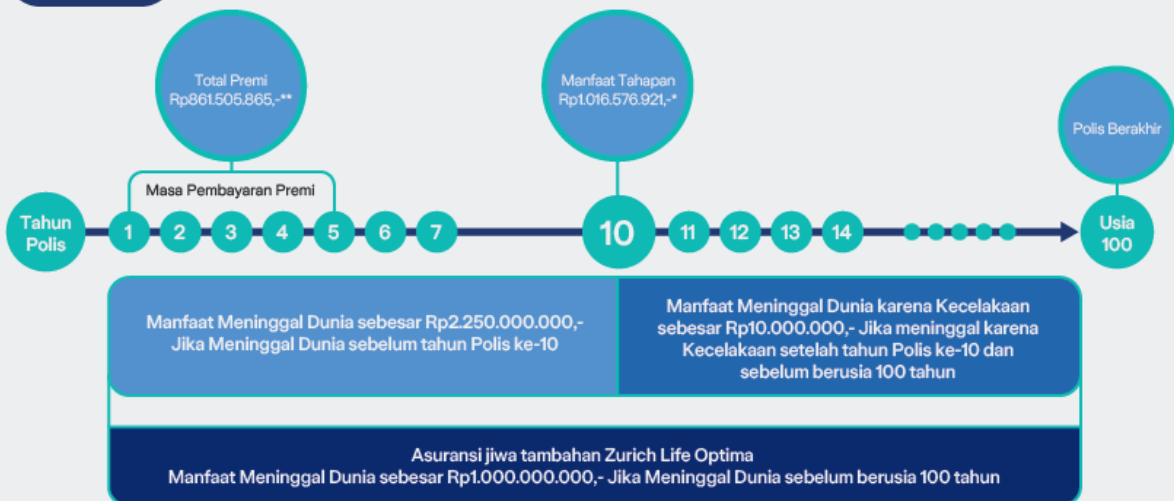 Total Premi
Rp861.505.865,-**
Manfaat Tahapan
Rp1.016.576.921,-*
Polis Berakhir
Masa Pembayaran Premi
Tahun
Polis
1
2
3
4
5
6
7
10
11
12
13
14
Usia
100
Manfaat Meninggal Dunia sebesar Rp2.250.000.000,-
Jika Meninggal Dunia sebelum tahun Polis ke-10
Manfaat Meninggal Dunia karena Kecelakaan
sebesar Rp10.000.000,- Jika meninggal karena
Kecelakaan setelah tahun Polis ke-10 dan
sebelum berusia 100 tahun
Asuransi jiwa tambahan Zurich Life Optima
Manfaat Meninggal Dunia sebesar Rp1.000.000.000,- Jika Meninggal Dunia sebelum berusia 100 tahun